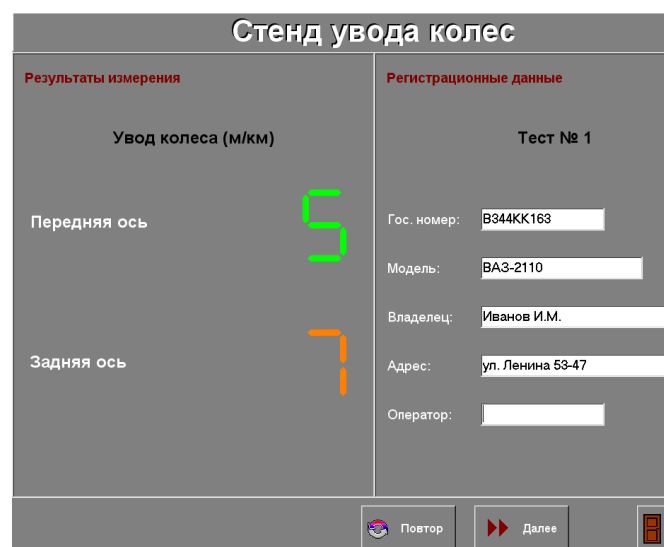 Стенд увода колес
Результаты измерения
Увод колеса (м/км)
Передняя ось 5
Задняя ось 7
Регистрационные данные
Тест № 1
Гос. номер: В344КК163
Модель: ВАЗ-2110
Владелец: Иванов И.М.
Адрес: ул. Ленина 53-47
Оператор:
Повтор
Далее